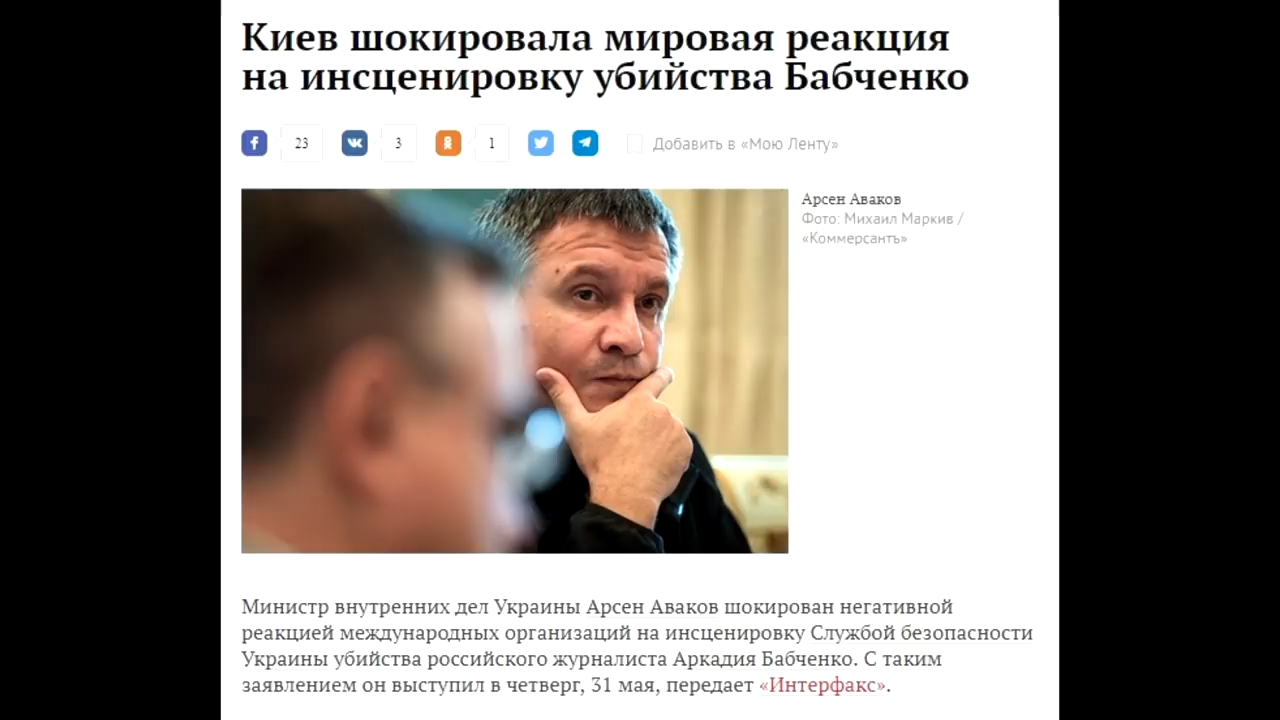 Киев шокировала мировая реакция
на инсценировку убийства Бабченко
23 3 1 Добавить в «Мою Ленту»
Арсен Аваков
Фото: Михаил Маркив /
«Коммерсантъ»
Министр внутренних дел Украины Арсен Аваков шокирован негативной
реакцией международных организаций на инсценировку Службой безопасности
Украины убийства российского журналиста Аркадия Бабченко. С таким
заявлением он выступил в четверг, 31 мая, передает «Интерфакс».